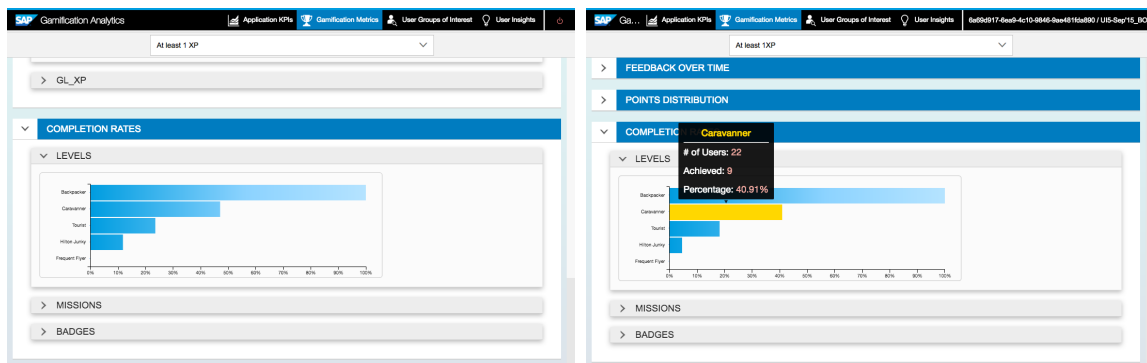 SAP Gamification Analytics Application KPIs Gamification Metrics User Groups of Interest User Insights
At least 1 XP
GL_XP
COMPLETION RATES
LEVELS
Backpacker
Caravanner
Tourist
Hilton Junky
Frequent Flyer
0% 10% 20% 30% 40% 50% 60% 70% 80% 90% 100%
MISSIONS
BADGES
SAP Ga... Application KPIs Gamification Metrics User Groups of Interest User Insights 6a69d917-6ea9-4c10-9846-9ae481fda890 / UI5-Sep/15_BO
At least 1XP
FEEDBACK OVER TIME
POINTS DISTRIBUTION
COMPLETION
Caravanner
# of Users: 22
Achieved: 9
Percentage: 40.91%
LEVELS
Backpacker
Caravanner
Tourist
Hilton Junky
Frequent Flyer
0% 10% 20% 30% 40% 50% 60% 70% 80% 90% 100%
MISSIONS
BADGES